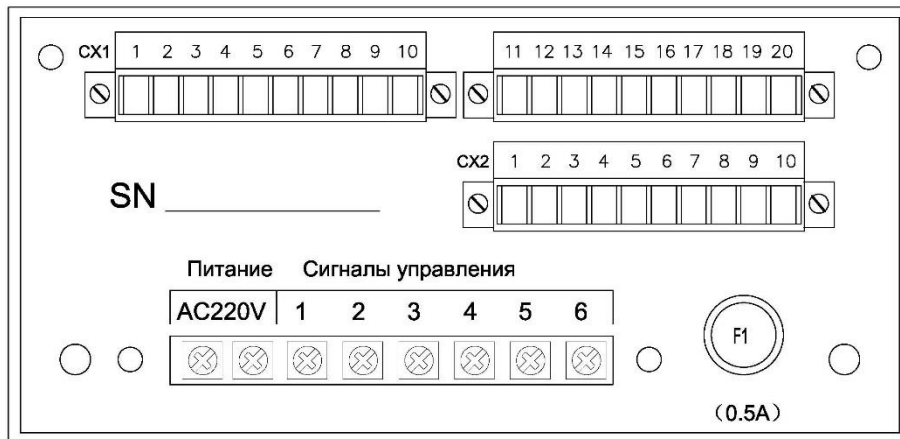 CX1 1 2 3 4 5 6 7 8 9 10 11 12 13 14 15 16 17 18 19 20
CX2 1 2 3 4 5 6 7 8 9 10
SN
Питание Сигналы управления
AC220V 1 2 3 4 5 6
F1
(0.5A)